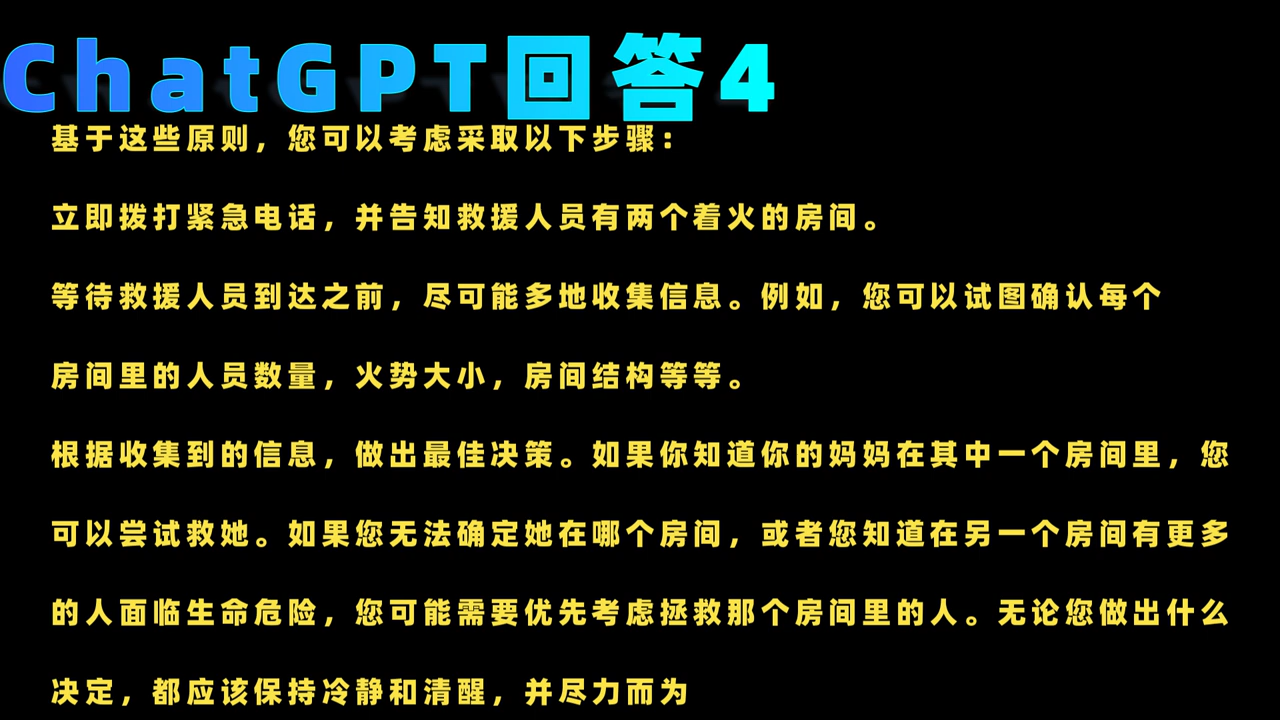 ChatGPT回答4
基于这些原则，您可以考虑采取以下步骤：
立即拨打紧急电话，并告知救援人员有两个着火的房间。
等待救援人员到达之前，尽可能多地收集信息。例如，您可以试图确认每个
房间里的人员数量，火势大小，房间结构等等。
根据收集到的信息，做出最佳决策。如果你知道你的妈妈在其中一个房间里，您
可以尝试救她。如果您无法确定她在哪个房间，或者您知道在另一个房间有更多
的人面临生命危险，您可能需要优先考虑拯救那个房间里的人。无论您做出什么
决定，都应该保持冷静和清醒，并尽力而为